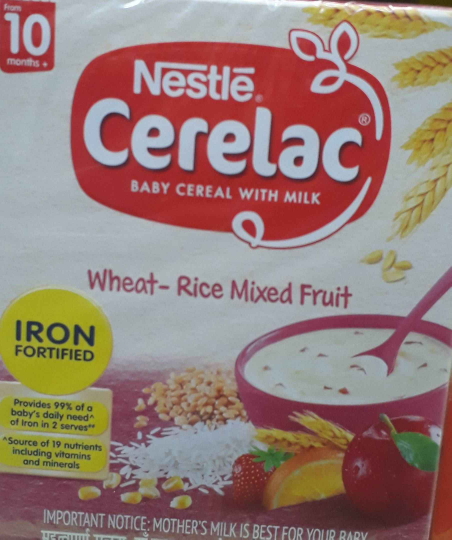 From
10
months +
Nestlé®
Cerelac®
BABY CEREAL WITH MILK
Wheat- Rice Mixed Fruit
IRON
FORTIFIED
Provides 99% of a
baby's daily need^
of Iron in 2 serves**
^Source of 19 nutrients
including vitamins
and minerals
IMPORTANT NOTICE: MOTHER'S MILK IS BEST FOR YOUR BABY